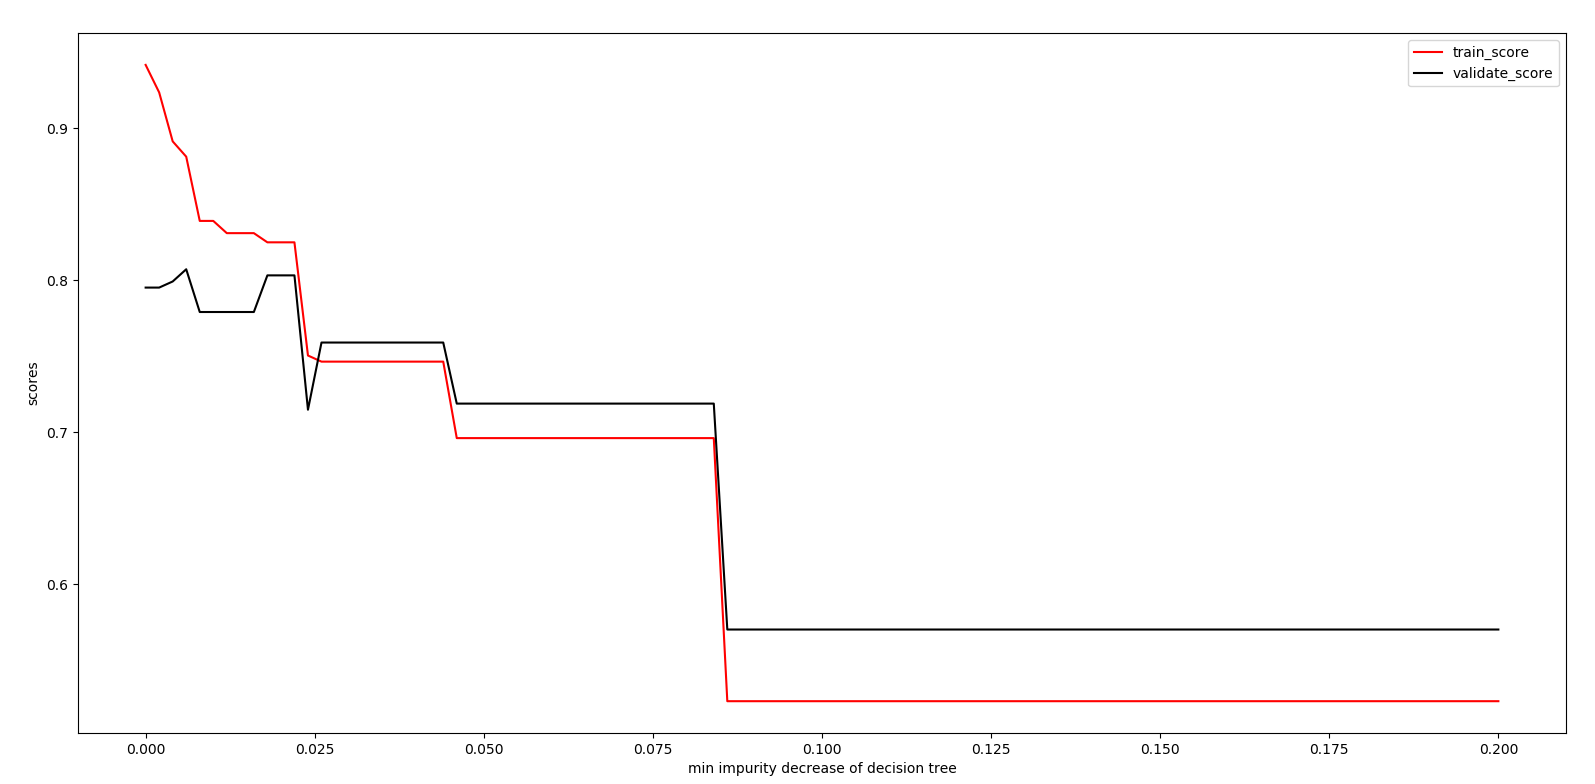 train_score
validate_score
0.9
0.8
0.7
0.6
scores
0.000 0.025 0.050 0.075 0.100 0.125 0.150 0.175 0.200
min impurity decrease of decision tree